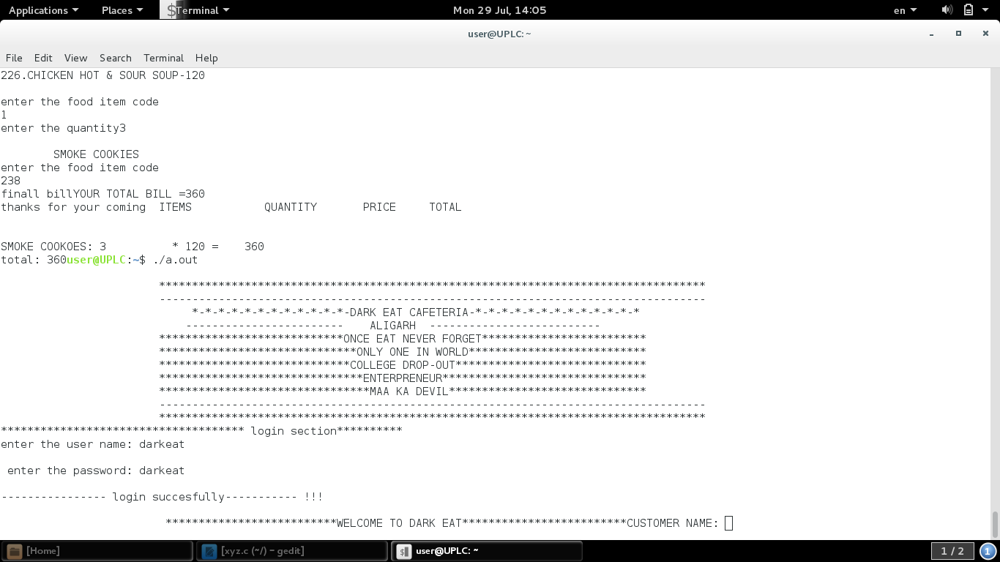 Applications Places Terminal Mon 29 Jul, 14:05 en
user@UPLC: ~
File Edit View Search Terminal Help
226.CHICKEN HOT & SOUR SOUP-120
enter the food item code
1
enter the quantity3
SMOKE COOKIES
enter the food item code
238
finall billYOUR TOTAL BILL =360
thanks for your coming ITEMS QUANTITY PRICE TOTAL
SMOKE COOKOES: 3 * 120 = 360
total: 360user@UPLC:~$ ./a.out
***********************************************************************************
-----------------------------------------------------------------------------------
*-*-*-*-*-*-*-*-*-*-*-*-DARK EAT CAFETERIA-*-*-*-*-*-*-*-*-*-*-*-*-*
------------------------ ALIGARH --------------------------
****************************ONCE EAT NEVER FORGET*************************
******************************ONLY ONE IN WORLD***************************
*****************************COLLEGE DROP-OUT*****************************
*******************************ENTERPRENEUR*******************************
********************************MAA KA DEVIL******************************
-----------------------------------------------------------------------------------
***********************************************************************************
************************************* login section**********
enter the user name: darkeat
enter the password: darkeat
---------------- login succesfully----------- !!!
**************************WELCOME TO DARK EAT*************************CUSTOMER NAME:
[Home] [xyz.c (~/) - gedit] user@UPLC: ~ 1 / 2 1